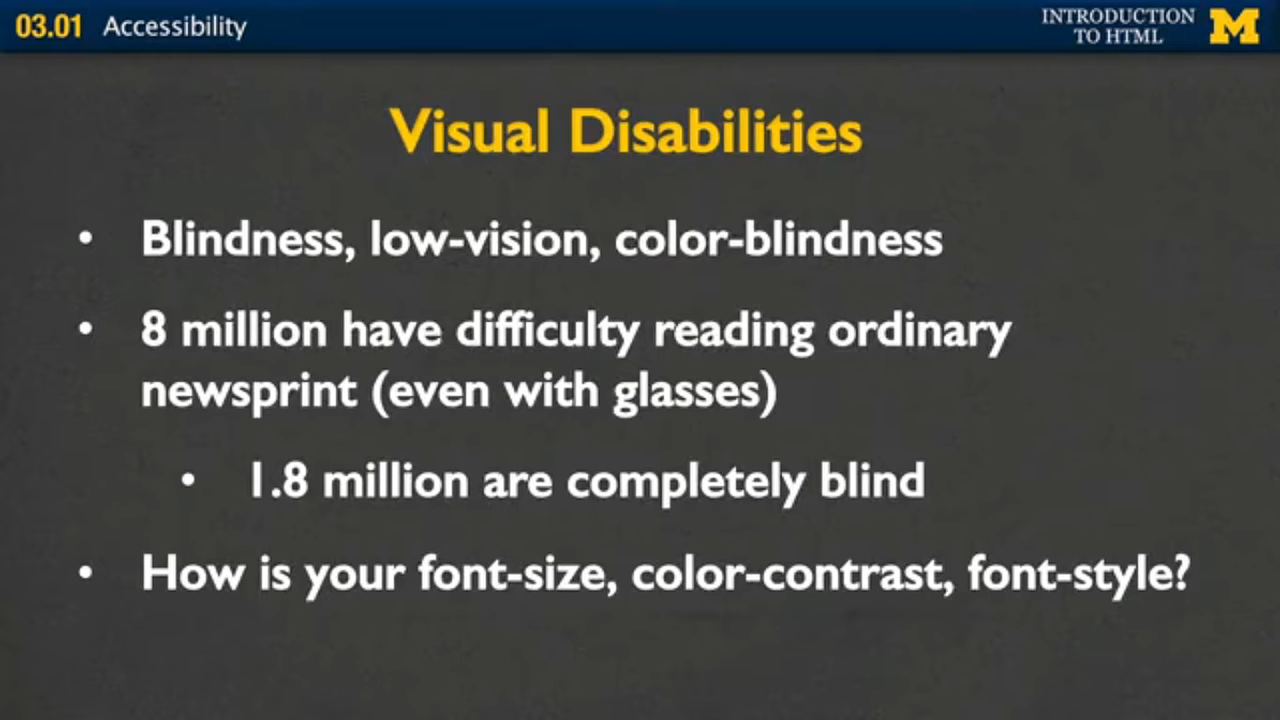 03.01 Accessibility
INTRODUCTION
TO HTML
M
Visual Disabilities
• Blindness, low-vision, color-blindness
• 8 million have difficulty reading ordinary
newsprint (even with glasses)
• 1.8 million are completely blind
• How is your font-size, color-contrast, font-style?